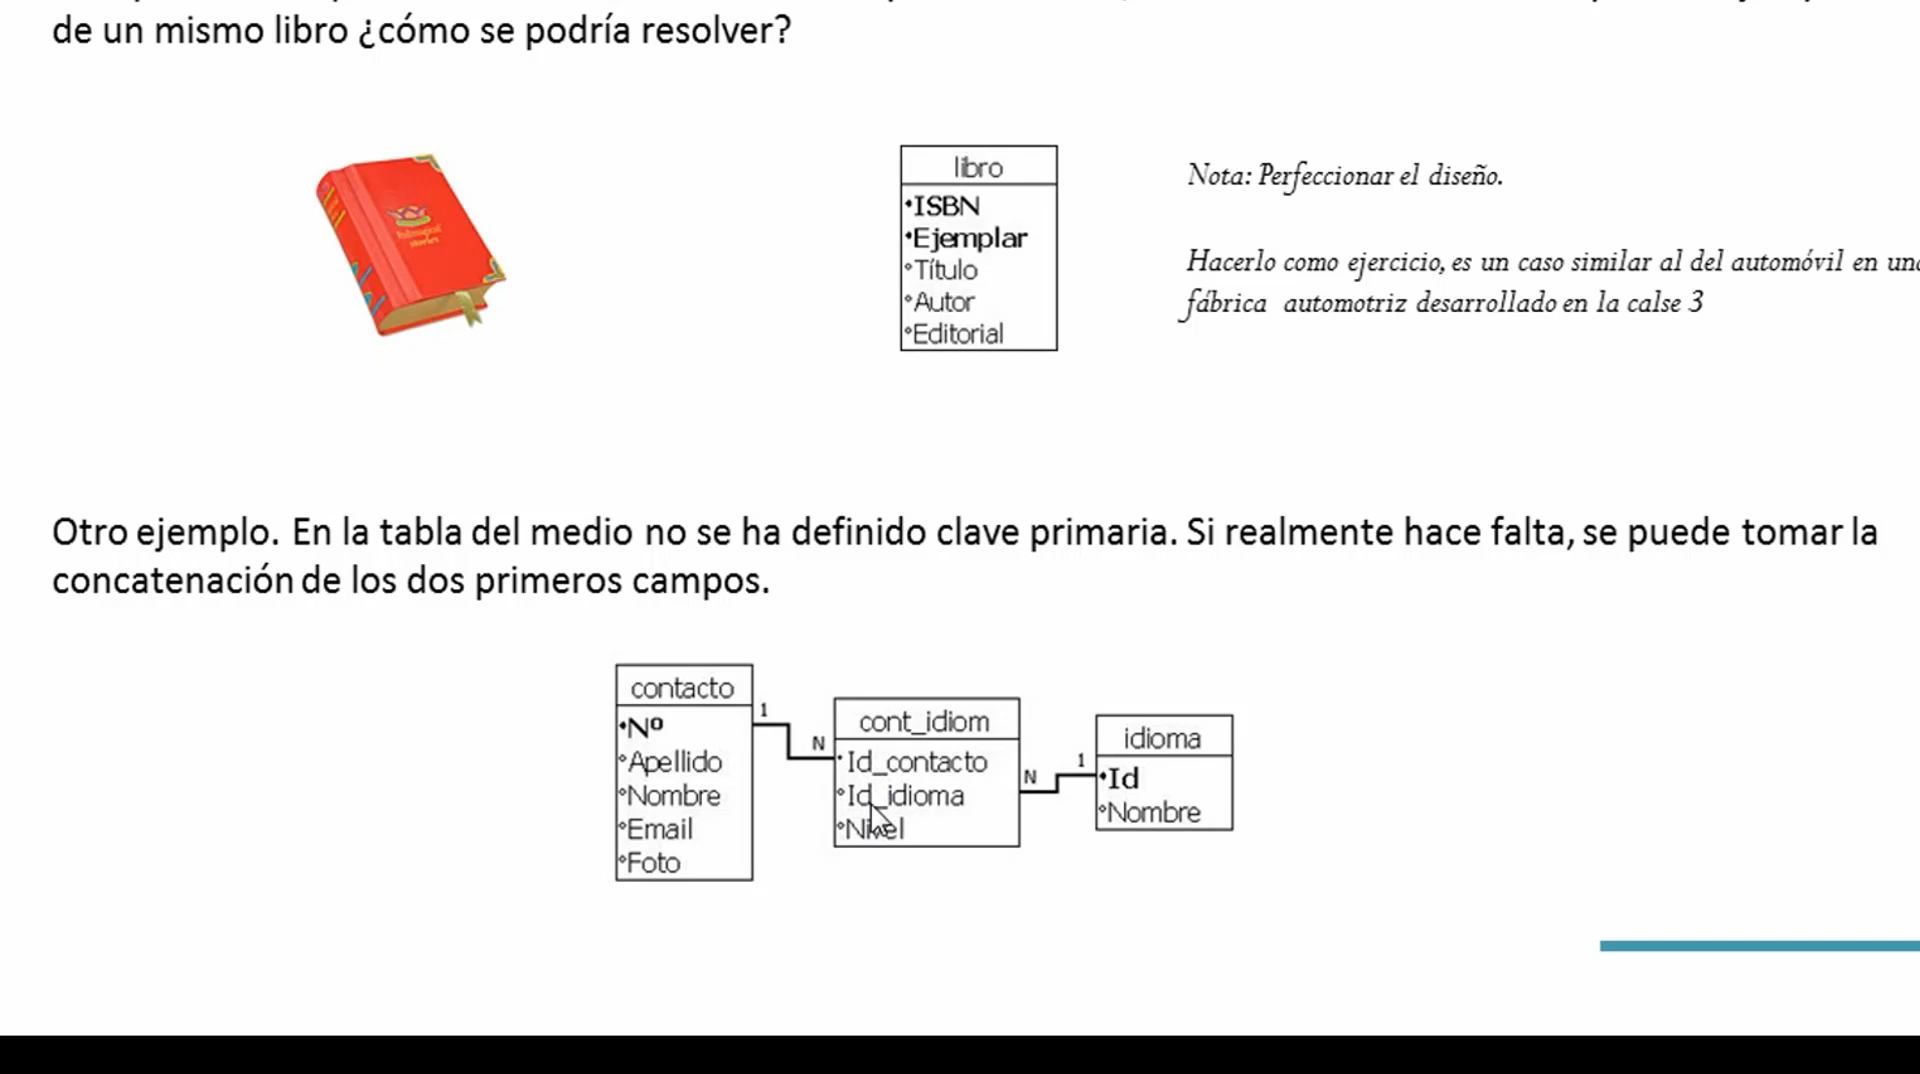 de un mismo libro ¿cómo se podría resolver?
libro
•ISBN
•Ejemplar
°Título
°Autor
°Editorial
Nota: Perfeccionar el diseño.
Hacerlo como ejercicio, es un caso similar al del automóvil en una
fábrica automotriz desarrollado en la calse 3
Otro ejemplo. En la tabla del medio no se ha definido clave primaria. Si realmente hace falta, se puede tomar la
concatenación de los dos primeros campos.
contacto
•Nº
°Apellido
°Nombre
°Email
°Foto
1
N
cont_idiom
•Id_contacto
°Id_idioma
°Nivel
N
1
idioma
•Id
°Nombre